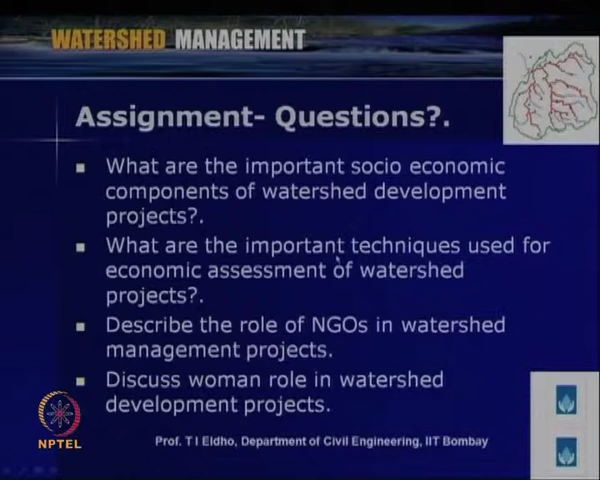 WATERSHED MANAGEMENT
Assignment- Questions?.
What are the important socio economic
components of watershed development
projects?.
What are the important techniques used for
economic assessment of watershed
projects?.
Describe the role of NGOs in watershed
management projects.
Discuss woman role in watershed
development projects.
NPTEL
Prof. T I Eldho, Department of Civil Engineering, IIT Bombay